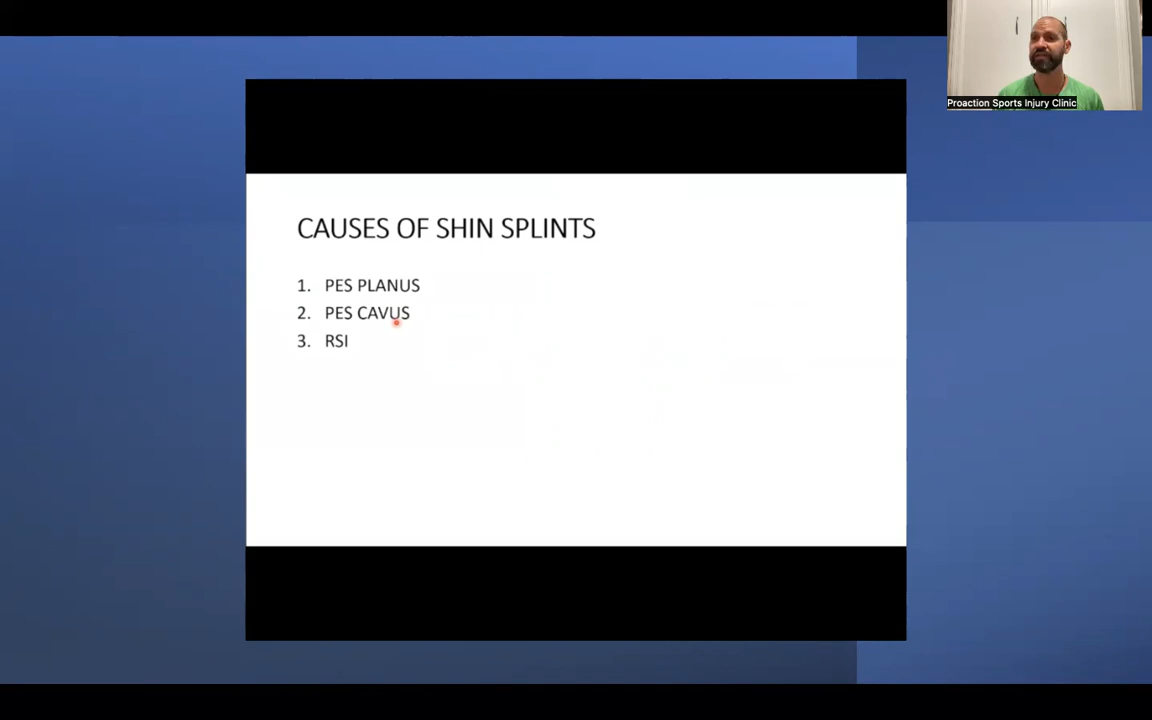 Proaction Sports Injury Clinic
CAUSES OF SHIN SPLINTS
1. PES PLANUS
2. PES CAVUS
3. RSI